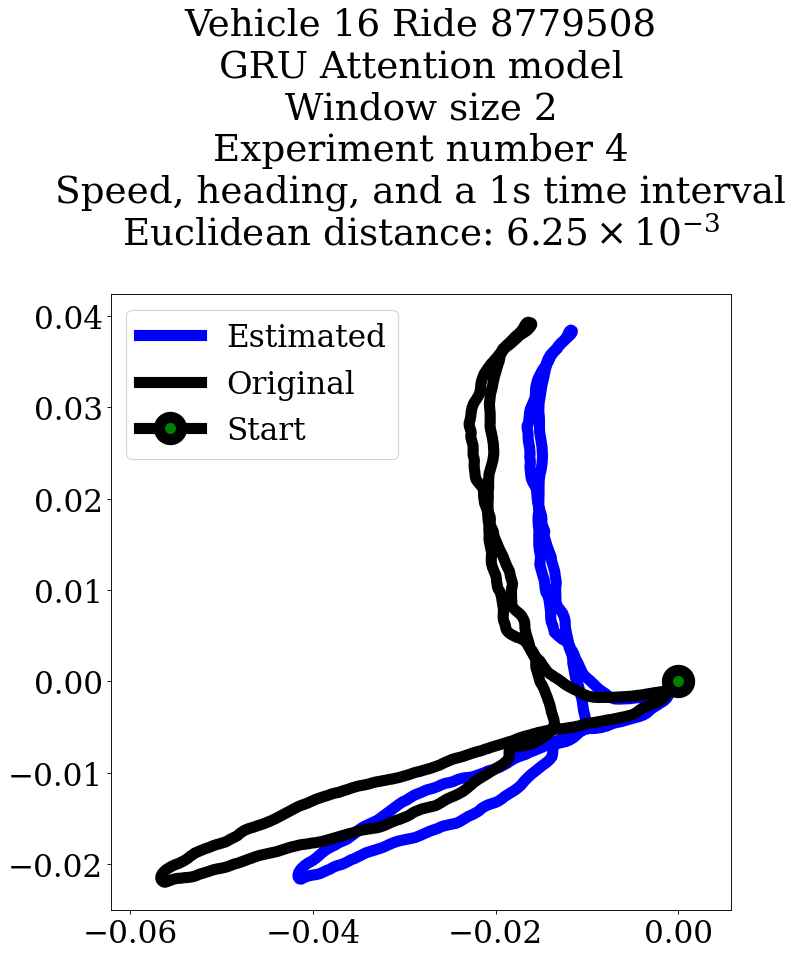 Vehicle 16 Ride 8779508
GRU Attention model
Window size 2
Experiment number 4
Speed, heading, and a 1s time interval
Euclidean distance: 6.25 × 10⁻³
Estimated
Original
Start
0.04
0.03
0.02
0.01
0.00
−0.01
−0.02
−0.06 −0.04 −0.02 0.00